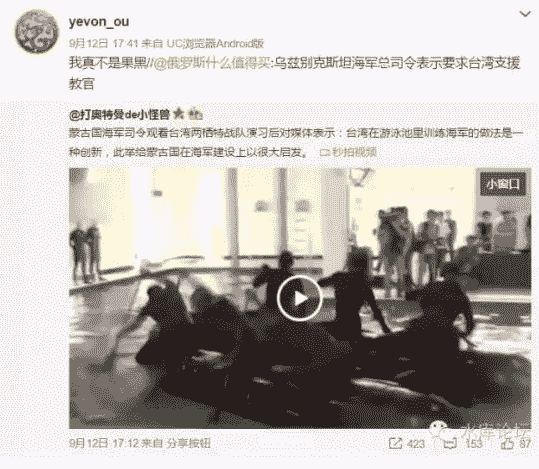 yevon_ou
9月12日 17:41 来自 UC浏览器Android版
我真不是果黑//@俄罗斯什么值得买:乌兹别克斯坦海军总司令表示要求台湾支援
教官
@打奥特曼de小怪兽
蒙古国海军司令观看台湾两栖特战队演习后对媒体表示：台湾在游泳池里训练海军的做法是一
种创新，此举给蒙古国在海军建设上以很大启发。 秒拍视频
小窗口
9月12日 17:12 来自 分享按钮
423 153 87
水库论坛